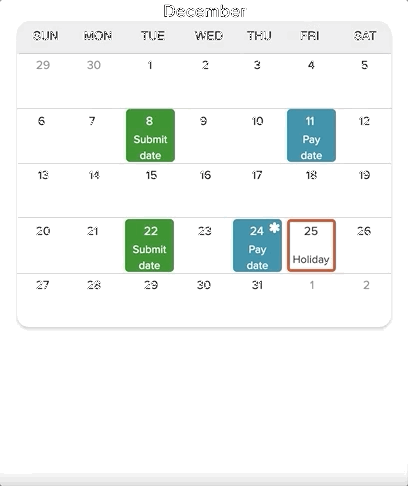 December
SUN MON TUE WED THU FRI SAT
29 30 1 2 3 4 5
6 7 8 9 10 11 12
Submit Pay
date date
13 14 15 16 17 18 19
20 21 22 23 24 * 25 26
Submit Pay Holiday
date date
27 28 29 30 31 1 2